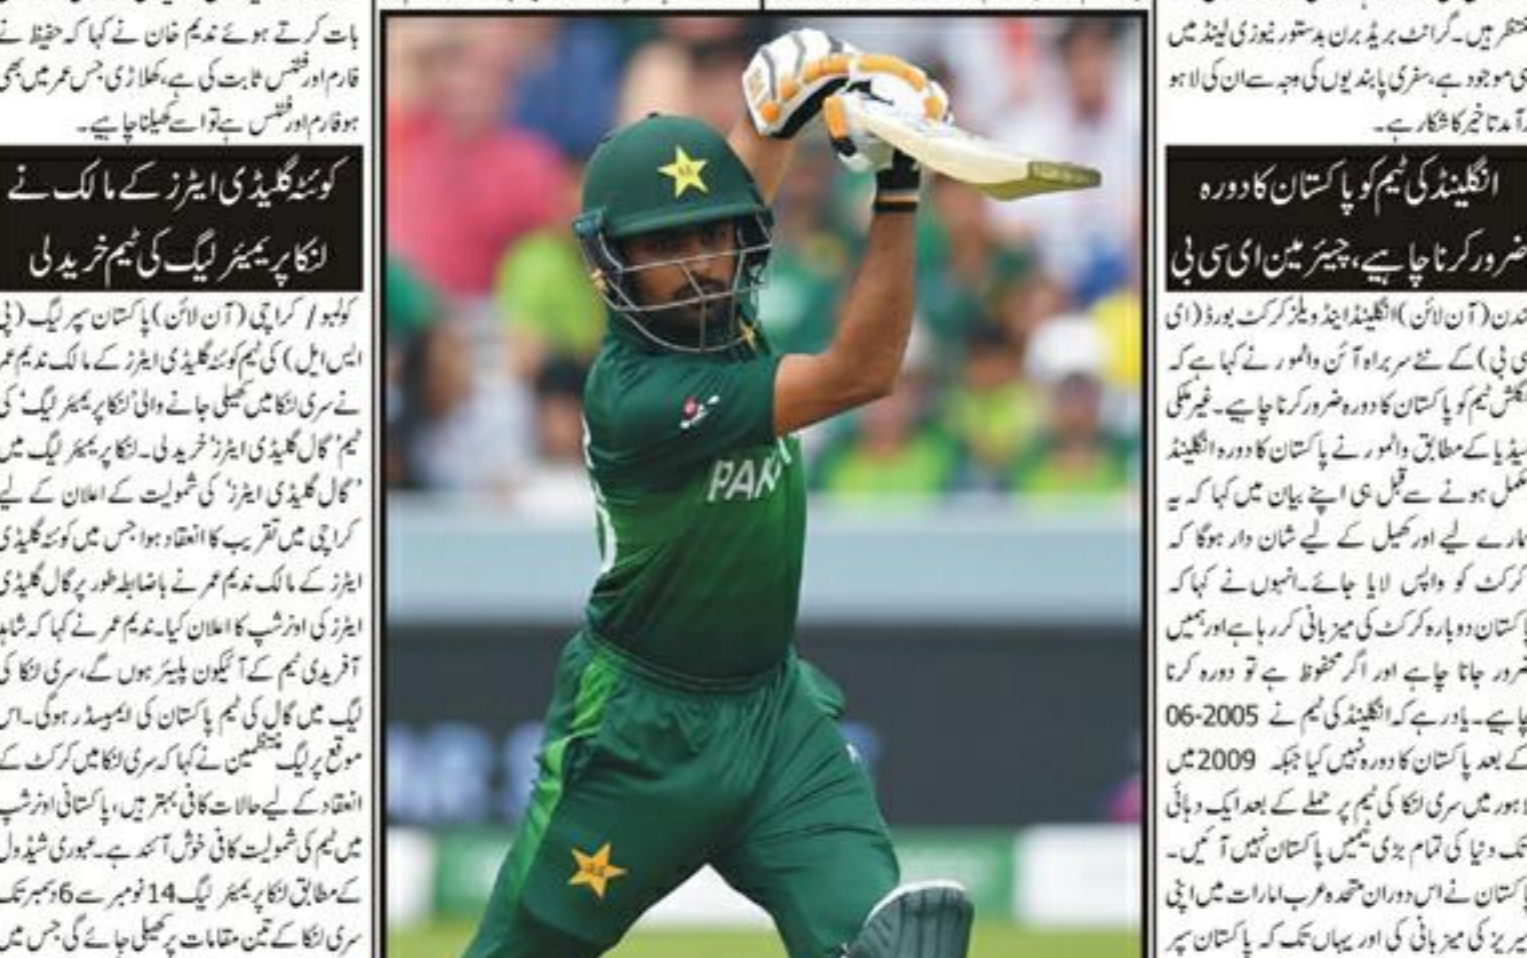 منتظر ہیں۔گرانٹ بریڈ برن بدستور نیوزی لینڈ میں
ہی موجود ہے،سفری پابندیوں کی وجہ سے ان کی لاہو
آمد تاخیر کا شکار ہے۔
انگلینڈ کی ٹیم کو پاکستان کا دورہ
ضرور کرنا چاہیے،چیئرمین ای سی بی
لندن(آن لائن)انگلینڈ اینڈ ویلز کرکٹ بورڈ (ای
سی بی) کے نئے سربراہ آئن واٹمور نے کہا ہے کہ
انگلش ٹیم کو پاکستان کا دورہ ضرور کرنا چاہیے۔غیر ملکی
میڈیا کے مطابق واٹمور نے پاکستان کا دورہ انگلینڈ
مکمل ہونے سے قبل ہی اپنے بیان میں کہا کہ یہ
ہمارے لیے اور کھیل کے لیے شان دار ہوگا کہ
کرکٹ کو واپس لایا جائے۔انہوں نے کہا کہ
پاکستان دوبارہ کرکٹ کی میزبانی کر رہا ہے اور ہمیں
ضرور جانا چاہے اور اگر محفوظ ہے تو دورہ کرنا
چاہیے۔یاد رہے کہ انگلینڈ کی ٹیم نے 2005-06
کے بعد پاکستان کا دورہ نہیں کیا جبکہ 2009 میں
لاہور میں سری لنکا کی ٹیم پر حملے کے بعد ایک دہائی
تک دنیا کی تمام بڑی ٹیمیں پاکستان نہیں آئیں۔
پاکستان نے اس دوران متحدہ عرب امارات میں اپنی
سیریز کی میزبانی کی اور یہاں تک کہ پاکستان سپر
PAK
بات کرتے ہوئے ندیم خان نے کہا کہ حفیظ نے
فارم اور فٹنس ثابت کی ہے،کھلاڑی جس عمر میں بھی
ہو فارم اور فٹنس ہے تو اسے کھیلنا چاہیے۔
کوئٹہ گلیڈی ایٹرز کے مالک نے
لنکا پریمیئر لیگ کی ٹیم خرید لی
کولمبو / کراچی (آن لائن) پاکستان سپر لیگ (پی
ایس ایل) کی ٹیم کوئٹہ گلیڈی ایٹرز کے مالک ندیم عمر
نے سری لنکا میں کھیلی جانے والی 'لنکا پریمیئر لیگ' کی
ٹیم 'گال گلیڈی ایٹرز' خرید لی۔لنکا پریمیئر لیگ میں
'گال گلیڈی ایٹرز' کی شمولیت کے اعلان کے لیے
کراچی میں تقریب کا انعقاد ہوا جس میں کوئٹہ گلیڈی
ایٹرز کے مالک ندیم عمر نے باضابطہ طور پر گال گلیڈی
ایٹرز کی اونرشپ کا اعلان کیا۔ندیم عمر نے کہا کہ شاہد
آفریدی ٹیم کے آئیکون پلیئر ہوں گے،سری لنکا کی
لیگ میں گال کی ٹیم پاکستان کی ایمبیسڈر ہوگی۔اس
موقع پر لیگ منتظمین نے کہا کہ سری لنکا میں کرکٹ کے
انعقاد کے لیے حالات کافی بہتر ہیں،پاکستانی اونرشپ
میں ٹیم کی شمولیت کافی خوش آئند ہے۔عبوری شیڈول
کے مطابق لنکا پریمیئر لیگ 14 نومبر سے 6 دسمبر تک
سری لنکا کے تین مقامات پر کھیلی جائے گی جس میں